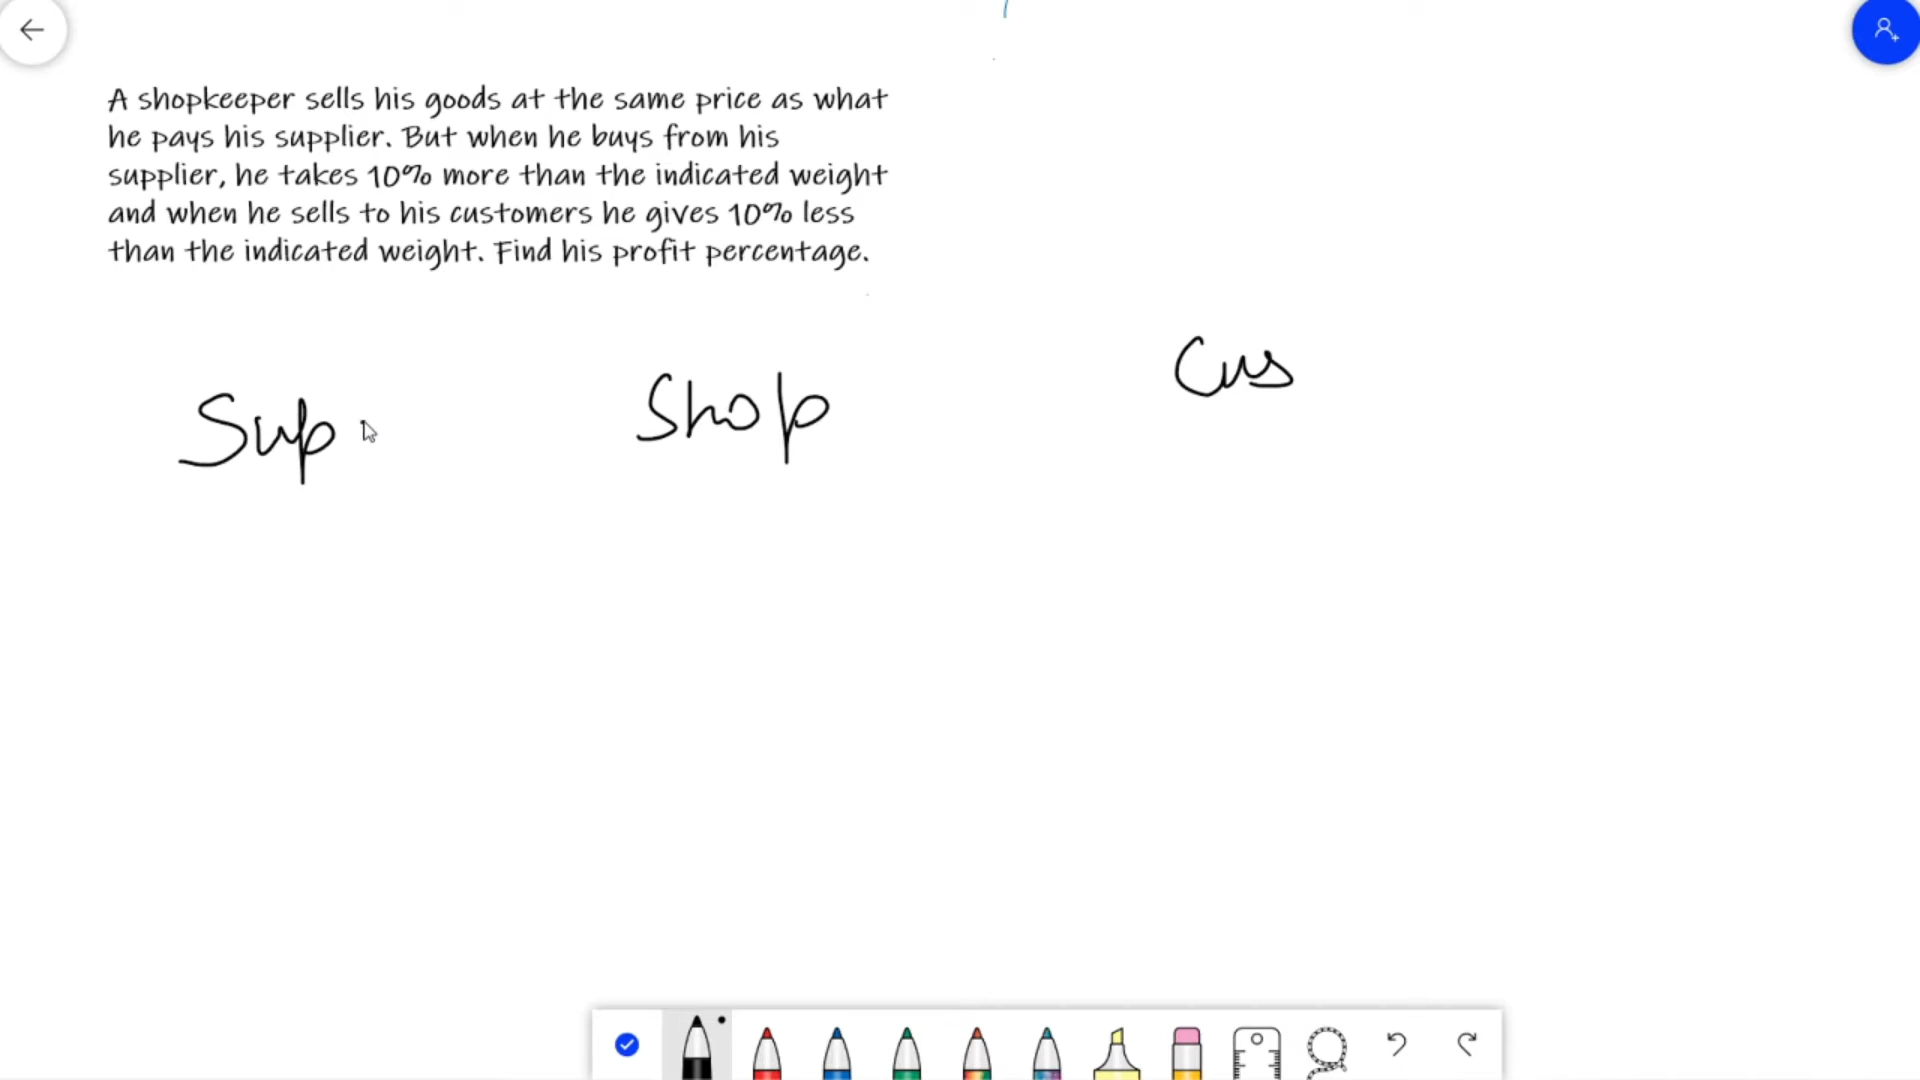 A shopkeeper sells his goods at the same price as what
he pays his supplier. But when he buys from his
supplier, he takes 10% more than the indicated weight
and when he sells to his customers he gives 10% less
than the indicated weight. Find his profit percentage.
Sup Shop Cus